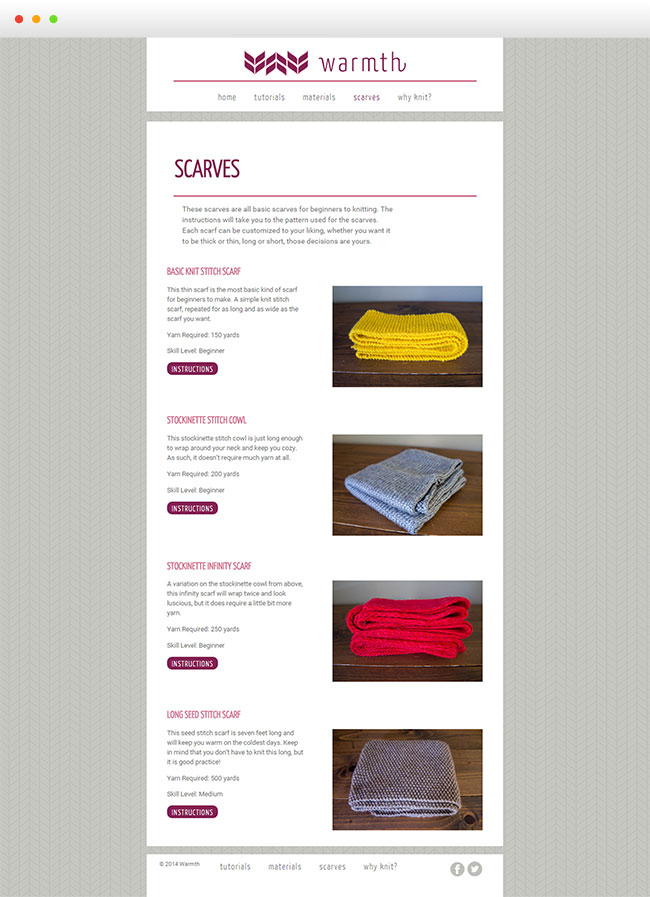 warmth
home tutorials materials scarves why knit?
SCARVES
These scarves are all basic scarves for beginners to knitting. The
instructions will take you to the pattern used for the scarves.
Each scarf can be customized to your liking, whether you want it
to be thick or thin, long or short, those decisions are yours.
BASIC KNIT STITCH SCARF
This thin scarf is the most basic kind of scarf
for beginners to make. A simple knit stitch
scarf, repeated for as long and as wide as the
scarf you want.
Yarn Required: 150 yards
Skill Level: Beginner
INSTRUCTIONS
STOCKINETTE STITCH COWL
This stockinette stitch cowl is just long enough
to wrap around your neck and keep you cozy.
As such, it doesn't require much yarn at all.
Yarn Required: 200 yards
Skill Level: Beginner
INSTRUCTIONS
STOCKINETTE INFINITY SCARF
A variation on the stockinette cowl from above,
this infinity scarf will wrap twice and look
luscious, but it does require a little bit more
yarn.
Yarn Required: 250 yards
Skill Level: Beginner
INSTRUCTIONS
LONG SEED STITCH SCARF
This seed stitch scarf is seven feet long and
will keep you warm on the coldest days. Keep
in mind that you don't have to knit this long, but
it is good practice!
Yarn Required: 500 yards
Skill Level: Medium
INSTRUCTIONS
© 2014 Warmth tutorials materials scarves why knit?